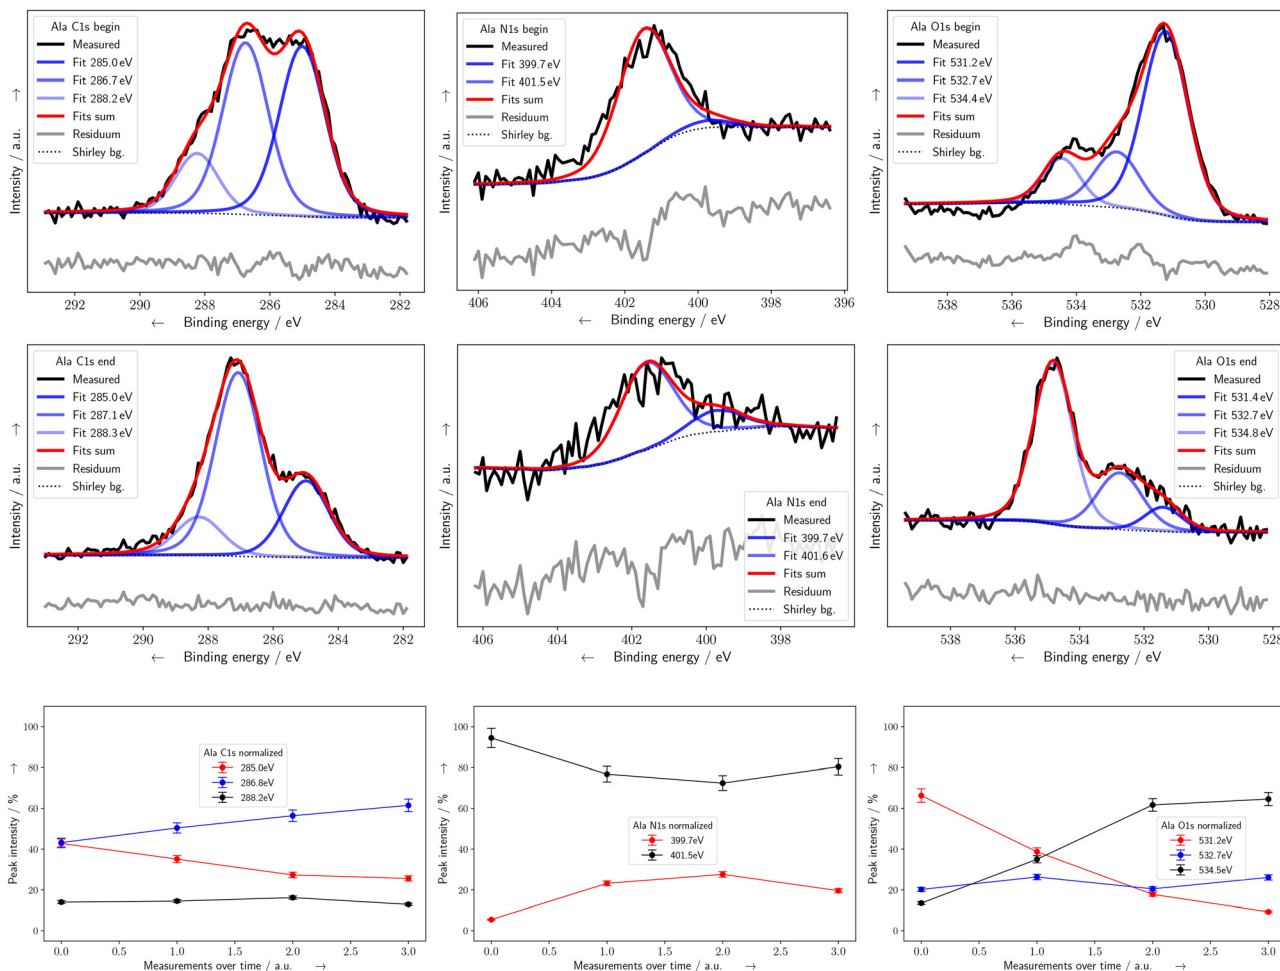 Ala C1s begin
Measured
Fit 285.0 eV
Fit 286.7 eV
Fit 288.2 eV
Fits sum
Residuum
Shirley bg.
Intensity / a.u. →
292 290 288 286 284 282
← Binding energy / eV
Ala N1s begin
Measured
Fit 399.7 eV
Fit 401.5 eV
Fits sum
Residuum
Shirley bg.
Intensity / a.u. →
406 404 402 400 398 396
← Binding energy / eV
Ala O1s begin
Measured
Fit 531.2 eV
Fit 532.7 eV
Fit 534.4 eV
Fits sum
Residuum
Shirley bg.
Intensity / a.u. →
538 536 534 532 530 528
← Binding energy / eV
Ala C1s end
Measured
Fit 285.0 eV
Fit 287.1 eV
Fit 288.3 eV
Fits sum
Residuum
Shirley bg.
Intensity / a.u. →
292 290 288 286 284 282
← Binding energy / eV
Ala N1s end
Measured
Fit 399.7 eV
Fit 401.6 eV
Fits sum
Residuum
Shirley bg.
Intensity / a.u. →
406 404 402 400 398
← Binding energy / eV
Ala O1s end
Measured
Fit 531.4 eV
Fit 532.7 eV
Fit 534.8 eV
Fits sum
Residuum
Shirley bg.
Intensity / a.u. →
538 536 534 532 530 528
← Binding energy / eV
Ala C1s normalized
285.0eV
286.8eV
288.2eV
Peak intensity / % →
100
80
60
40
20
0
0.0 0.5 1.0 1.5 2.0 2.5 3.0
Measurements over time / a.u. →
Ala N1s normalized
399.7eV
401.5eV
Peak intensity / % →
100
80
60
40
20
0
0.0 0.5 1.0 1.5 2.0 2.5 3.0
Measurements over time / a.u. →
Ala O1s normalized
531.2eV
532.7eV
534.5eV
Peak intensity / % →
100
80
60
40
20
0
0.0 0.5 1.0 1.5 2.0 2.5 3.0
Measurements over time / a.u. →